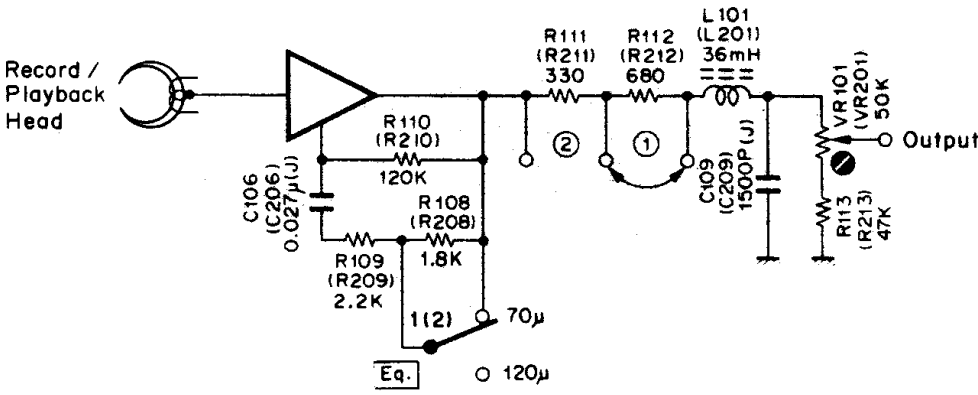 Record /
Playback
Head
R110
(R210)
120K
C106
(C206)
0.027μ(J)
R109
(R209)
2.2K
R108
(R208)
1.8K
1(2)
70μ
Eq.
120μ
R111
(R211)
330
②
R112
(R212)
680
①
L101
(L201)
36mH
C109
(C209)
1500P(J)
VR101
(VR201)
50K
Output
R113
(R213)
47K